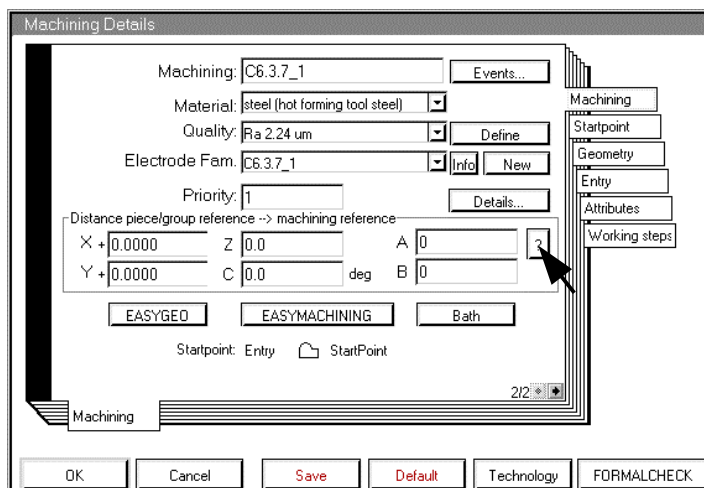 Machining Details
Machining: C6.3.7_1 Events...
Material: steel (hot forming tool steel)
Quality: Ra 2.24 um Define
Electrode Fam. C6.3.7_1 Info New
Priority: 1 Details...
Distance piece/group reference --> machining reference
X + 0.0000 Z 0.0 A 0 ?
Y + 0.0000 C 0.0 deg B 0
EASYGEO EASYMACHINING Bath
Startpoint: Entry StartPoint
2/2
Machining
Machining
Startpoint
Geometry
Entry
Attributes
Working steps
OK Cancel Save Default Technology FORMALCHECK